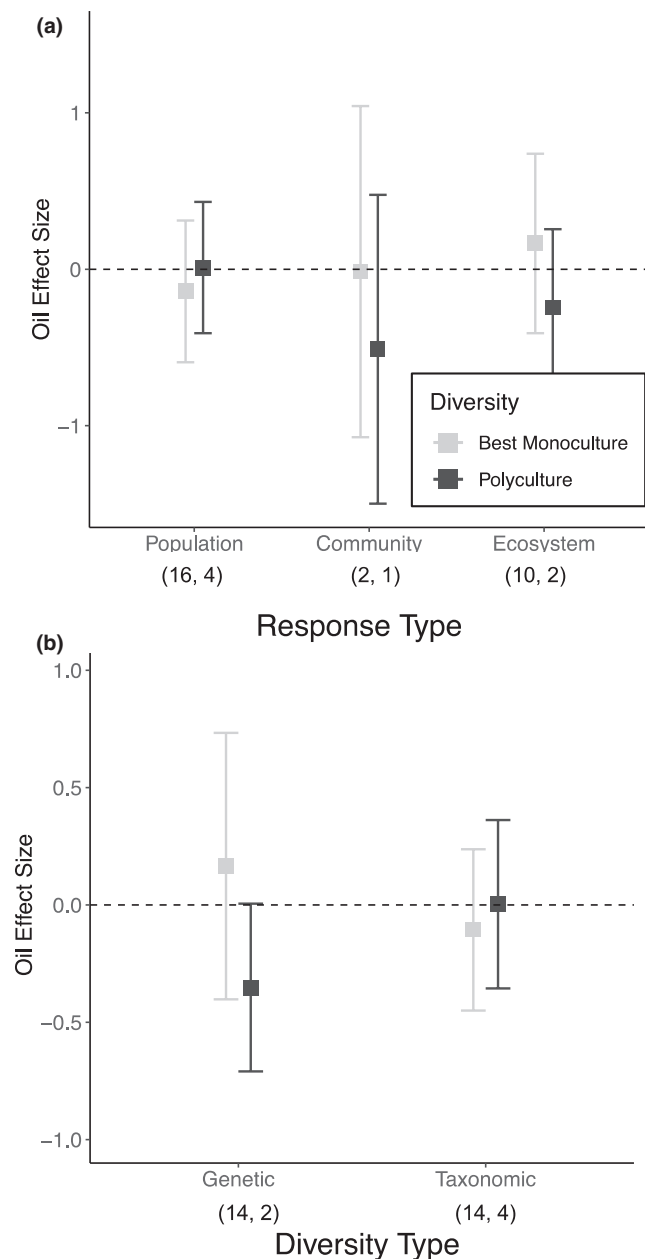 (a)
1
0
−1
Oil Effect Size
Diversity
Best Monoculture
Polyculture
Population Community Ecosystem
(16, 4) (2, 1) (10, 2)
Response Type
(b)
1.0
0.5
0.0
−0.5
−1.0
Oil Effect Size
Genetic Taxonomic
(14, 2) (14, 4)
Diversity Type